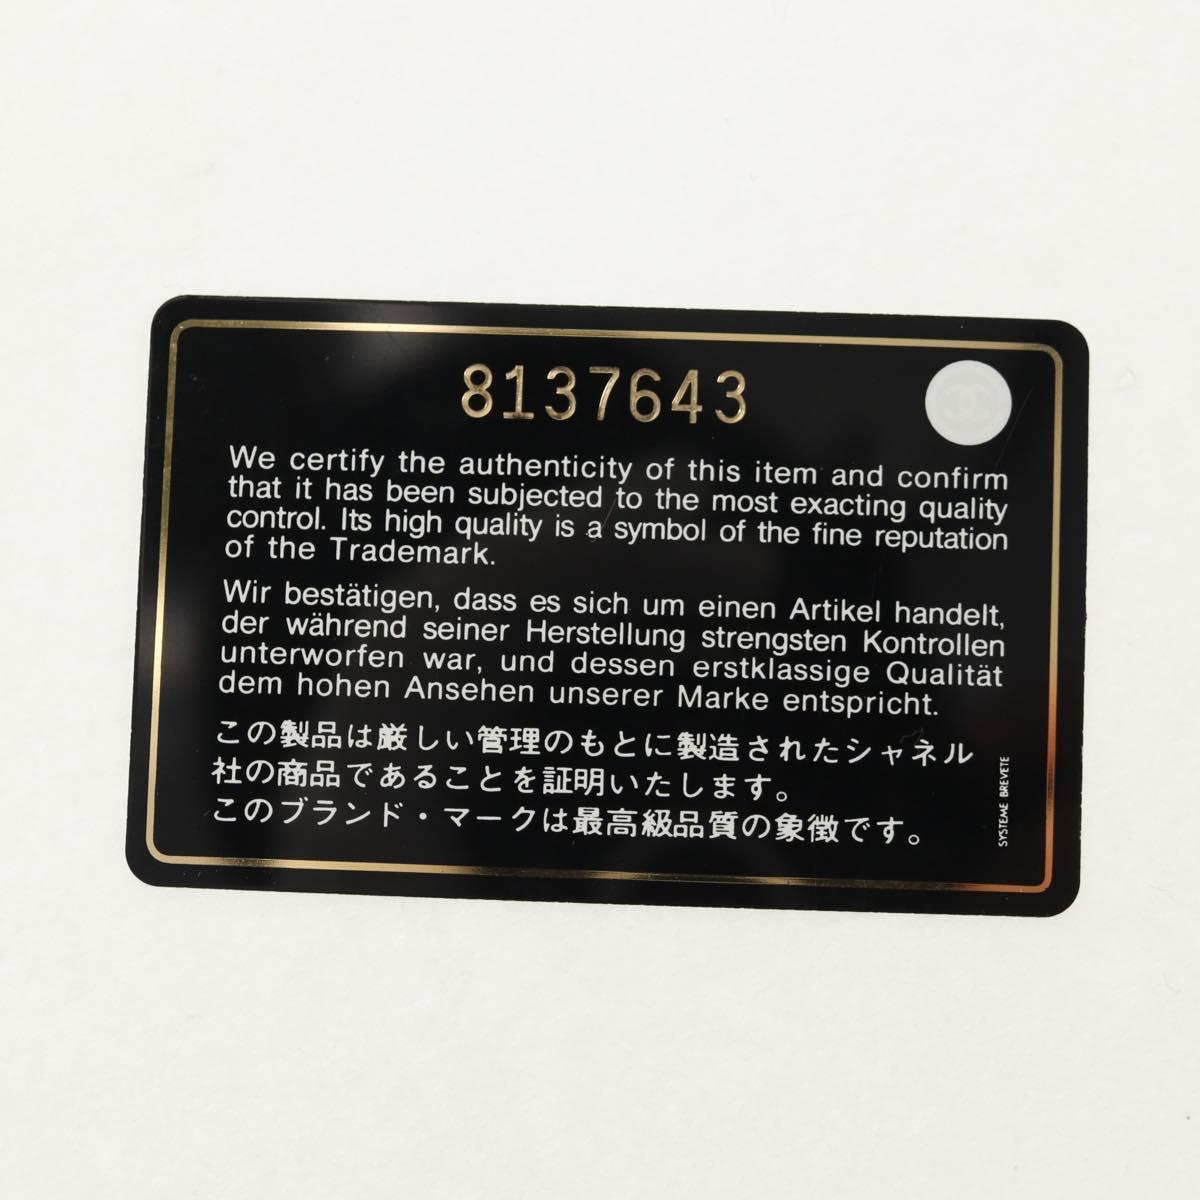 8137643
We certify the authenticity of this item and confirm
that it has been subjected to the most exacting quality
control. Its high quality is a symbol of the fine reputation
of the Trademark.
Wir bestätigen, dass es sich um einen Artikel handelt,
der während seiner Herstellung strengsten Kontrollen
unterworfen war, und dessen erstklassige Qualität
dem hohen Ansehen unserer Marke entspricht.
この製品は厳しい管理のもとに製造されたシャネル
社の商品であることを証明いたします。
このブランド・マークは最高級品質の象徴です。
SYSTEME BREVETE